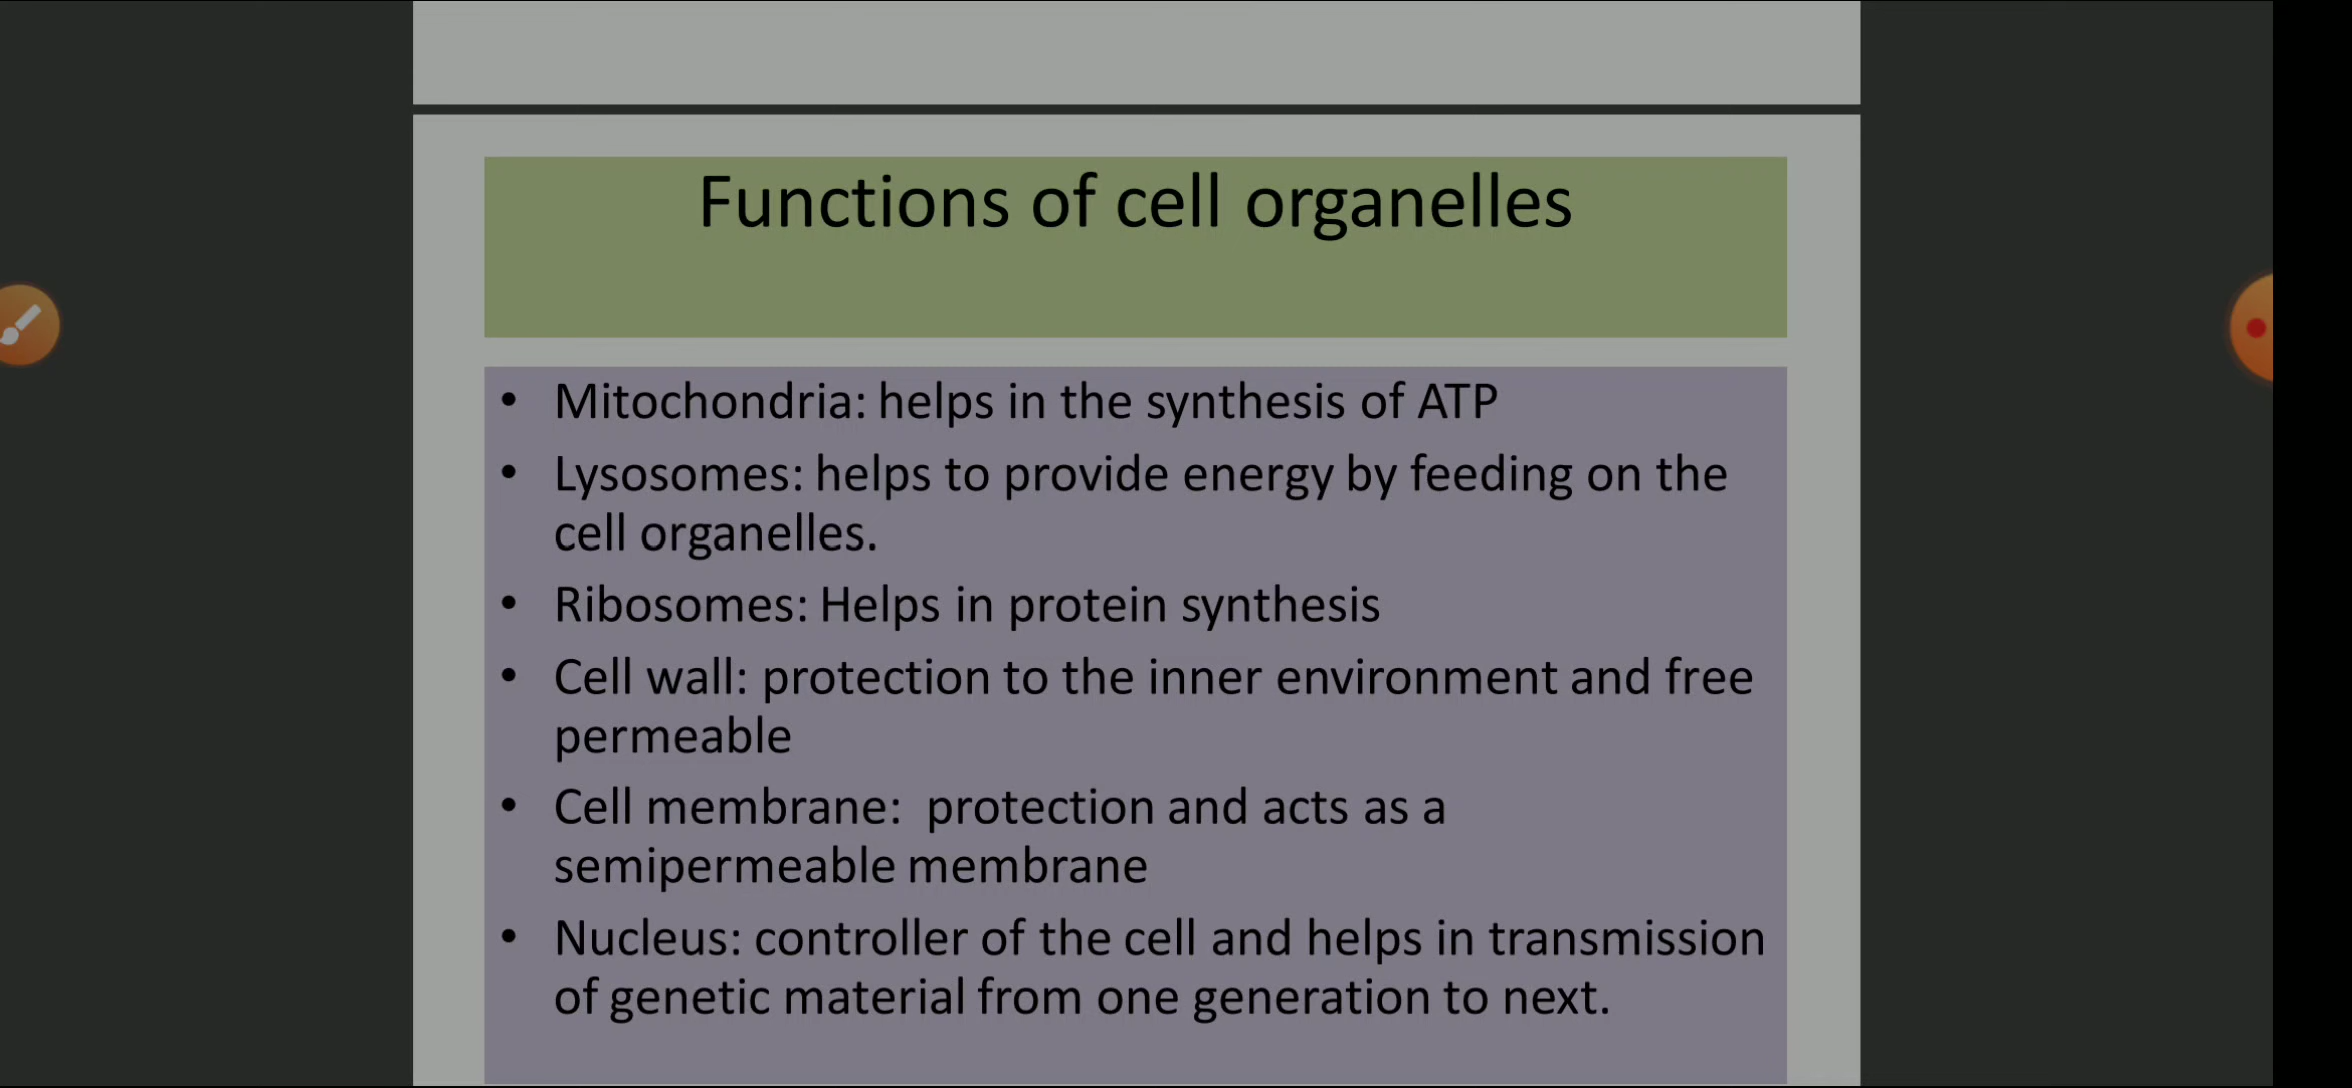 Functions of cell organelles
• Mitochondria: helps in the synthesis of ATP
• Lysosomes: helps to provide energy by feeding on the
cell organelles.
• Ribosomes: Helps in protein synthesis
• Cell wall: protection to the inner environment and free
permeable
• Cell membrane:  protection and acts as a
semipermeable membrane
• Nucleus: controller of the cell and helps in transmission
of genetic material from one generation to next.